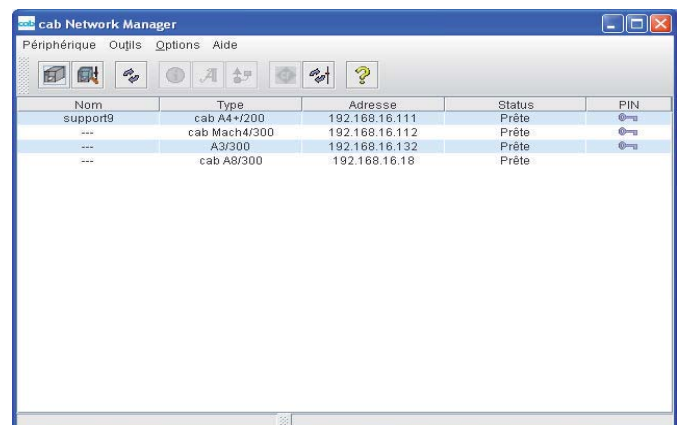 cab cab Network Manager
Périphérique Outils Options Aide
Nom Type Adresse Status PIN
support9 cab A4+/200 192.168.16.111 Prête
--- cab Mach4/300 192.168.16.112 Prête
--- A3/300 192.168.16.132 Prête
--- cab A8/300 192.168.16.18 Prête